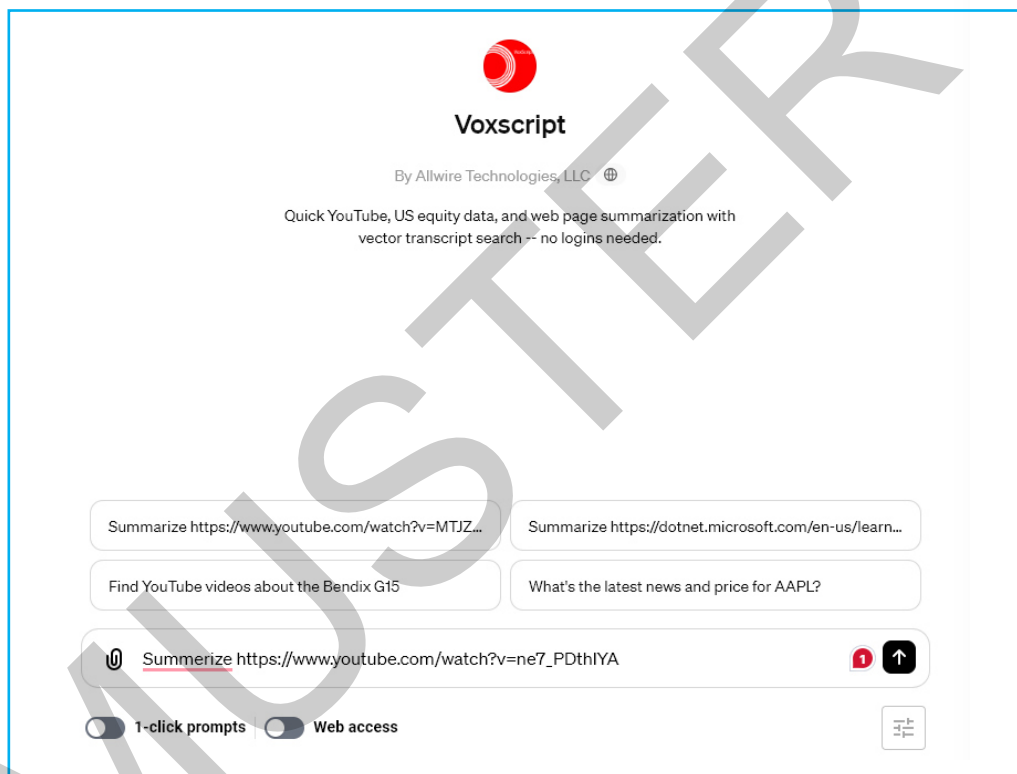 Voxscript
By Allwire Technologies, LLC
Quick YouTube, US equity data, and web page summarization with
vector transcript search -- no logins needed.
Summarize https://www.youtube.com/watch?v=MTJZ...
Summarize https://dotnet.microsoft.com/en-us/learn...
Find YouTube videos about the Bendix G15
What's the latest news and price for AAPL?
Summerize https://www.youtube.com/watch?v=ne7_PDthIYA
1
1-click prompts
Web access
MUSTER